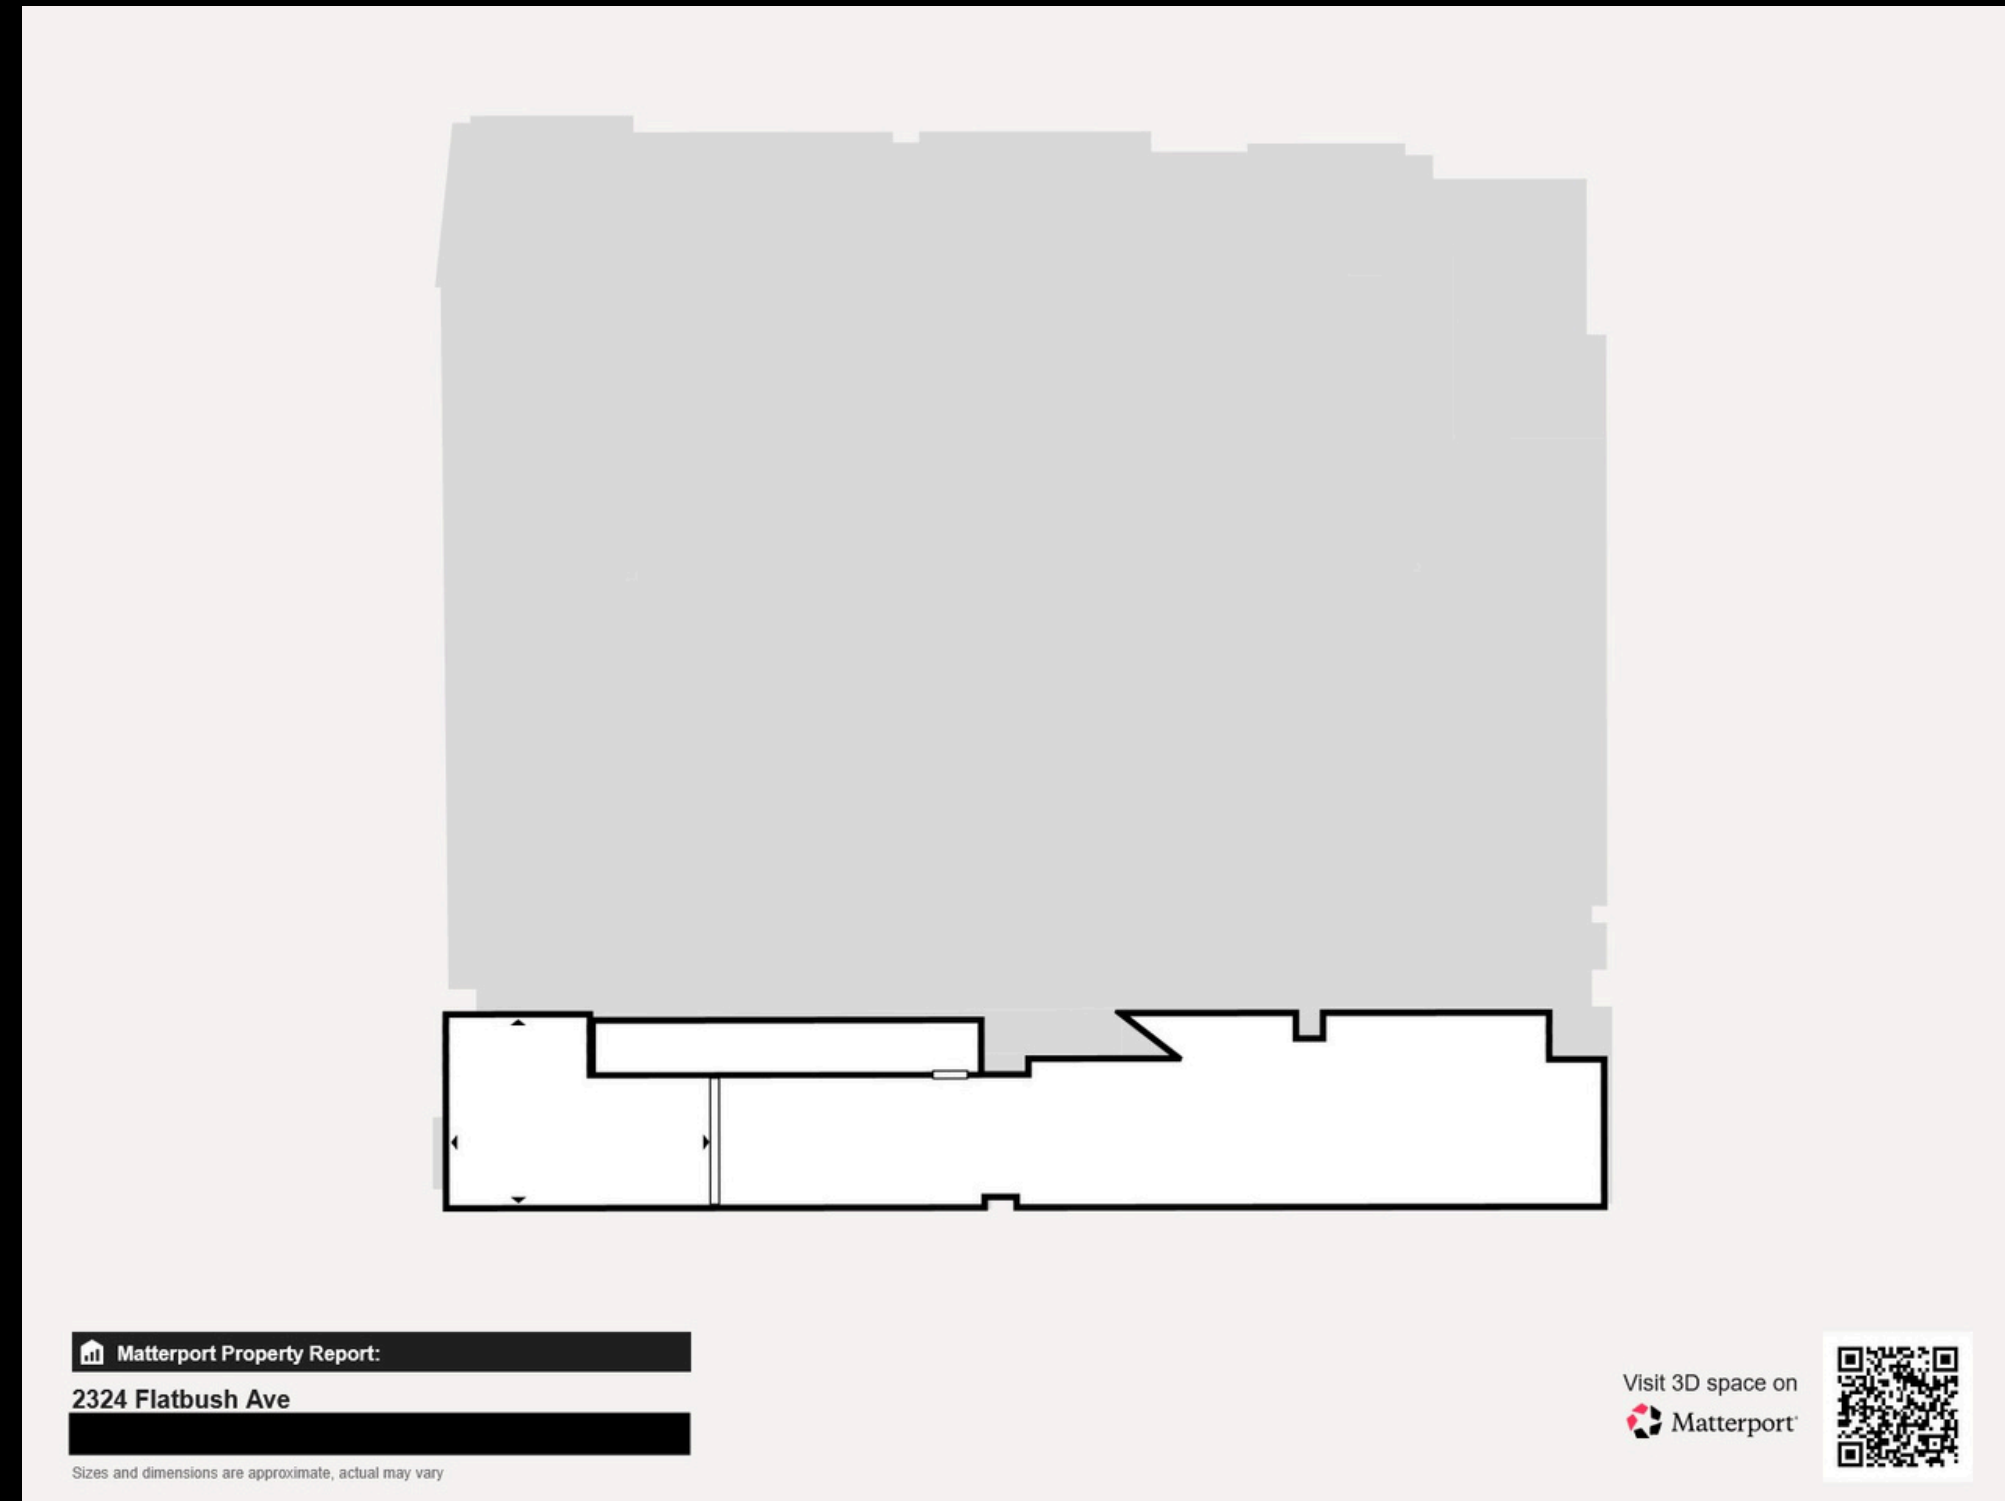 Matterport Property Report:
2324 Flatbush Ave
Sizes and dimensions are approximate, actual may vary
Visit 3D space on
Matterport